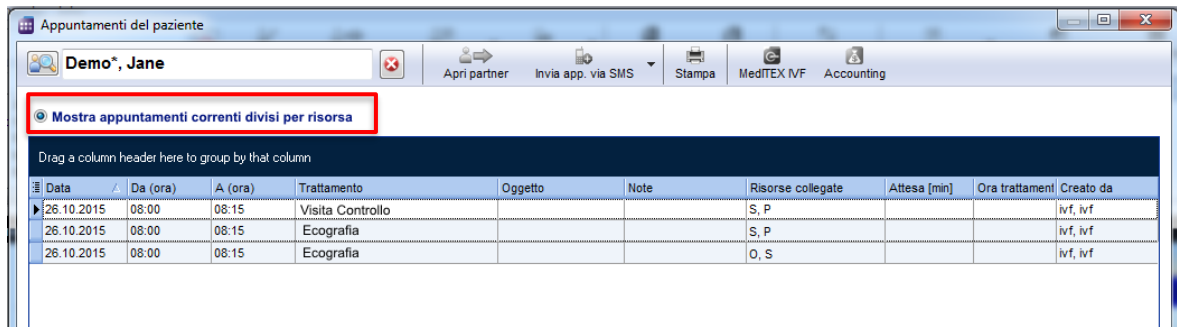 Appuntamenti del paziente
Demo*, Jane
Apri partner
Invia app. via SMS
Stampa
MedITEX IVF
Accounting
Mostra appuntamenti correnti divisi per risorsa
Drag a column header here to group by that column
Data Da (ora) A (ora) Trattamento Oggetto Note Risorse collegate Attesa [min] Ora trattament Creato da
26.10.2015 08:00 08:15 Visita Controllo S, P ivf, ivf
26.10.2015 08:00 08:15 Ecografia S, P ivf, ivf
26.10.2015 08:00 08:15 Ecografia O, S ivf, ivf